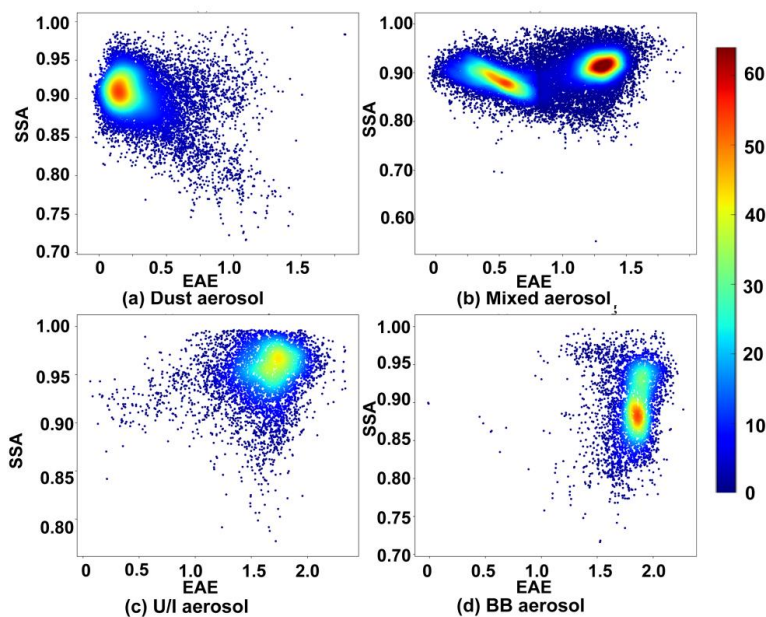 1.00
0.95
0.90
0.85
0.80
0.75
0.70
SSA
0 0.5 1.0 1.5
EAE
(a) Dust aerosol
1.00
0.90
0.80
0.70
0.60
SSA
0 0.5 1.0 1.5
EAE
(b) Mixed aerosol
60
50
40
30
20
10
0
1.00
0.95
0.90
0.85
0.80
SSA
0 0.5 1.0 1.5 2.0
EAE
(c) U/I aerosol
1.00
0.95
0.90
0.85
0.80
0.75
0.70
SSA
0 0.5 1.0 1.5 2.0
EAE
(d) BB aerosol